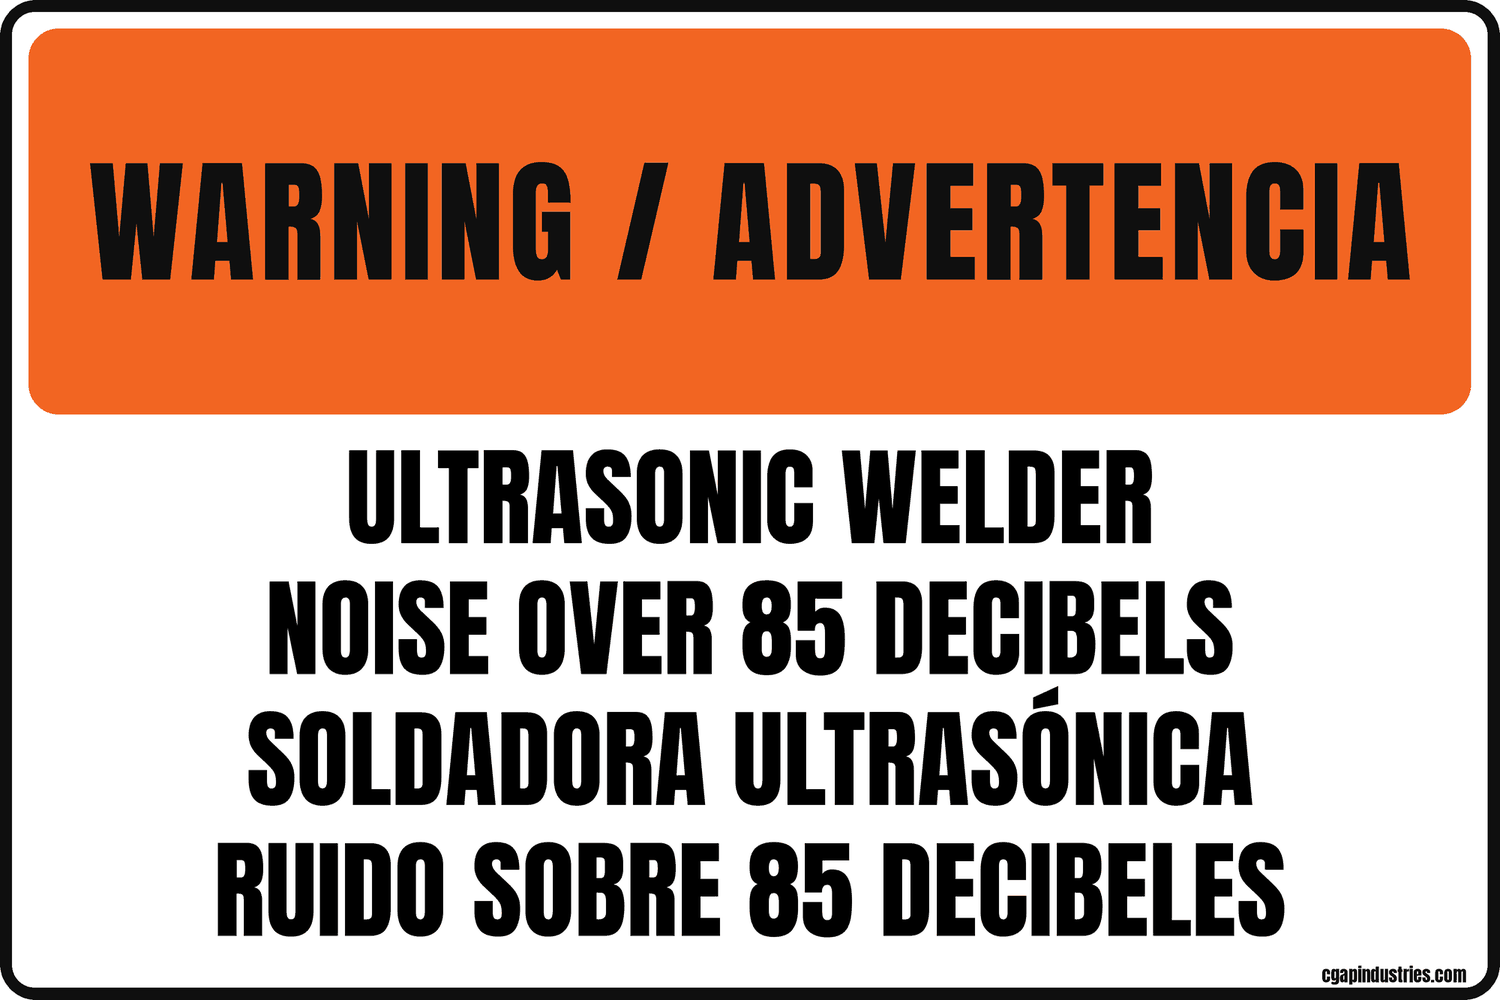 WARNING / ADVERTENCIA
ULTRASONIC WELDER
NOISE OVER 85 DECIBELS
SOLDADORA ULTRASÓNICA
RUIDO SOBRE 85 DECIBELES
cgapindustries.com